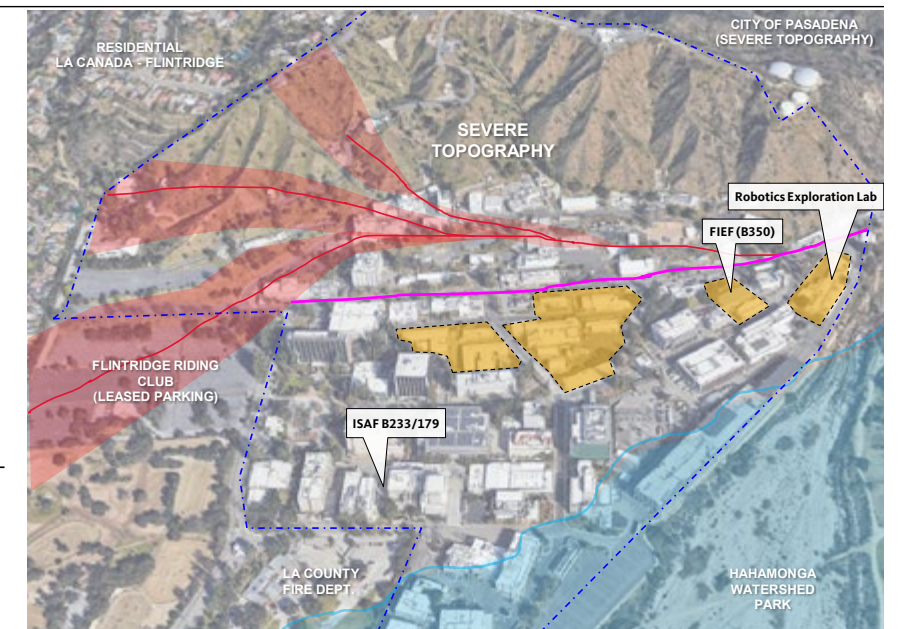 RESIDENTIAL
LA CANADA - FLINTRIDGE
CITY OF PASADENA
(SEVERE TOPOGRAPHY)
SEVERE
TOPOGRAPHY
Robotics Exploration Lab
FIEF (B350)
FLINTRIDGE RIDING
CLUB
(LEASED PARKING)
ISAF B233/179
LA COUNTY
FIRE DEPT.
HAHAMONGA
WATERSHED
PARK